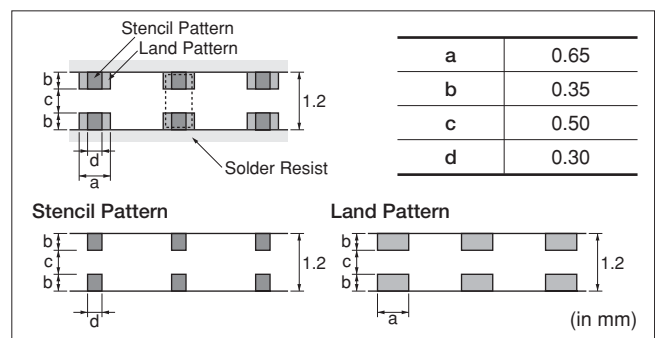 Stencil Pattern
Land Pattern
b
c
b
1.2
d
a
Solder Resist
a 0.65
b 0.35
c 0.50
d 0.30
Stencil Pattern
b
c
b
1.2
d
Land Pattern
b
c
b
1.2
a
(in mm)